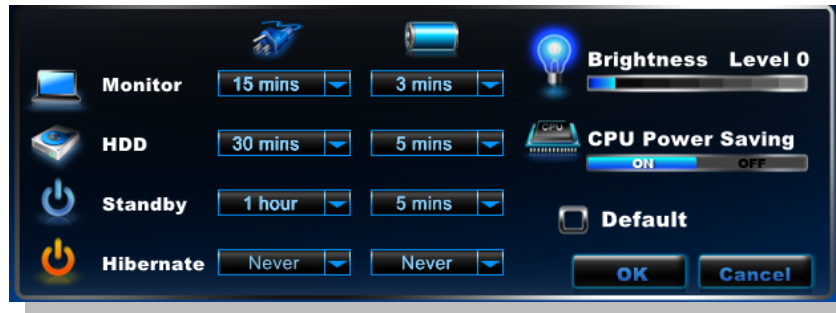 Brightness Level 0
Monitor 15 mins 3 mins
CPU
HDD 30 mins 5 mins
CPU Power Saving
ON OFF
Standby 1 hour 5 mins
Default
Hibernate Never Never
OK Cancel